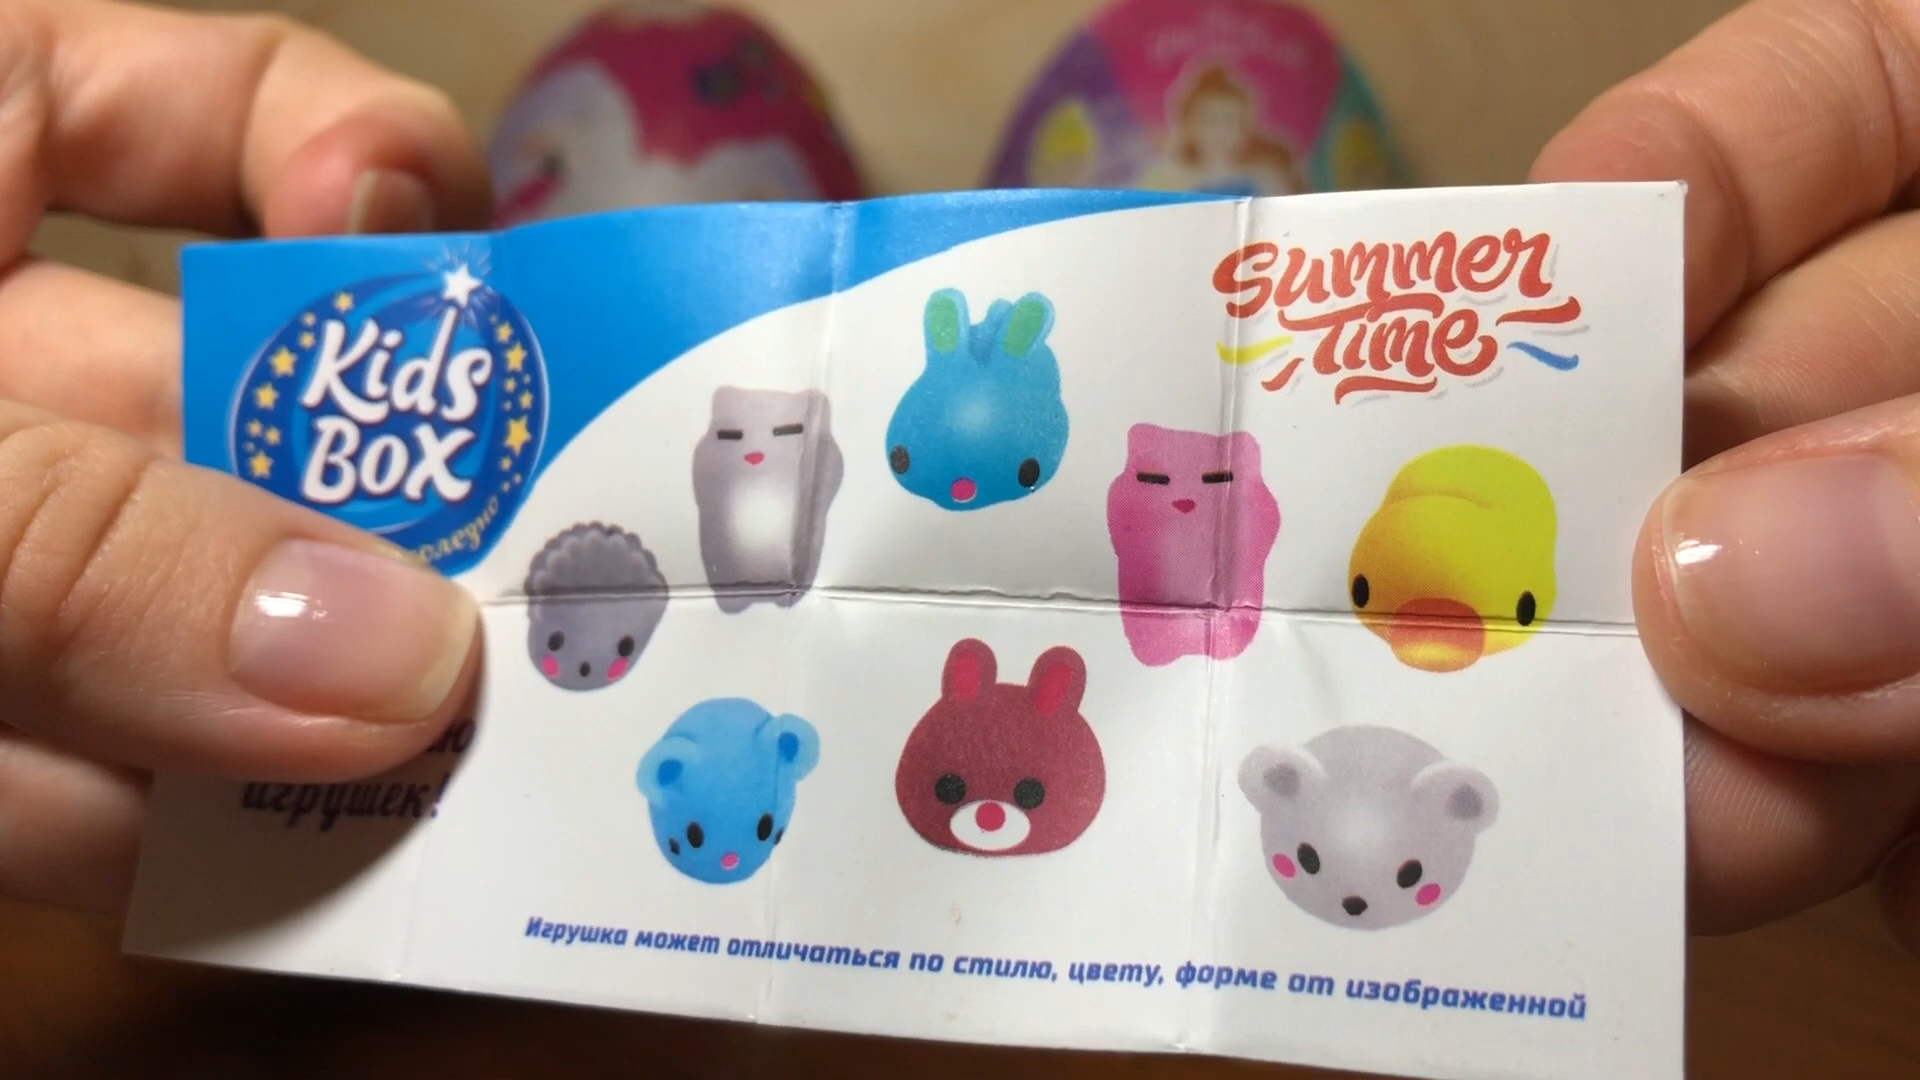 Kids
Box
Summer
Time
игрушек!
Игрушка может отличаться по стилю, цвету, форме от изображенной